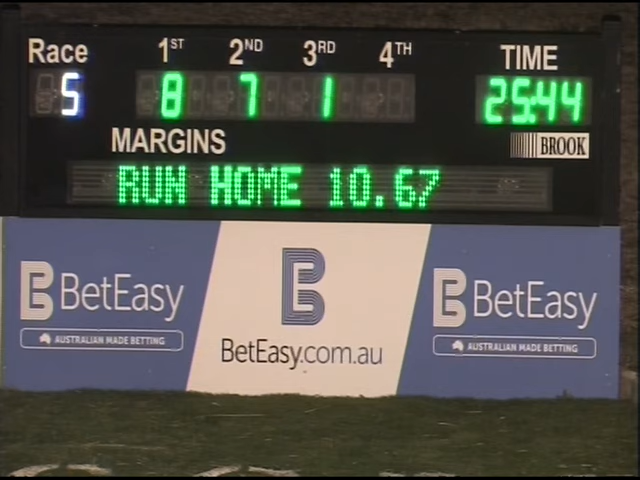 Race 1ST 2ND 3RD 4TH TIME
5 8 7 1 25.44
MARGINS BROOK
RUN HOME 10.67
B BetEasy
AUSTRALIAN MADE BETTING
B
BetEasy.com.au
B BetEasy
AUSTRALIAN MADE BETTING